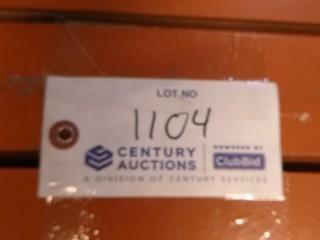 LOT NO
1104
CENTURY AUCTIONS
POWERED BY
ClubBid
A DIVISION OF CENTURY SERVICES